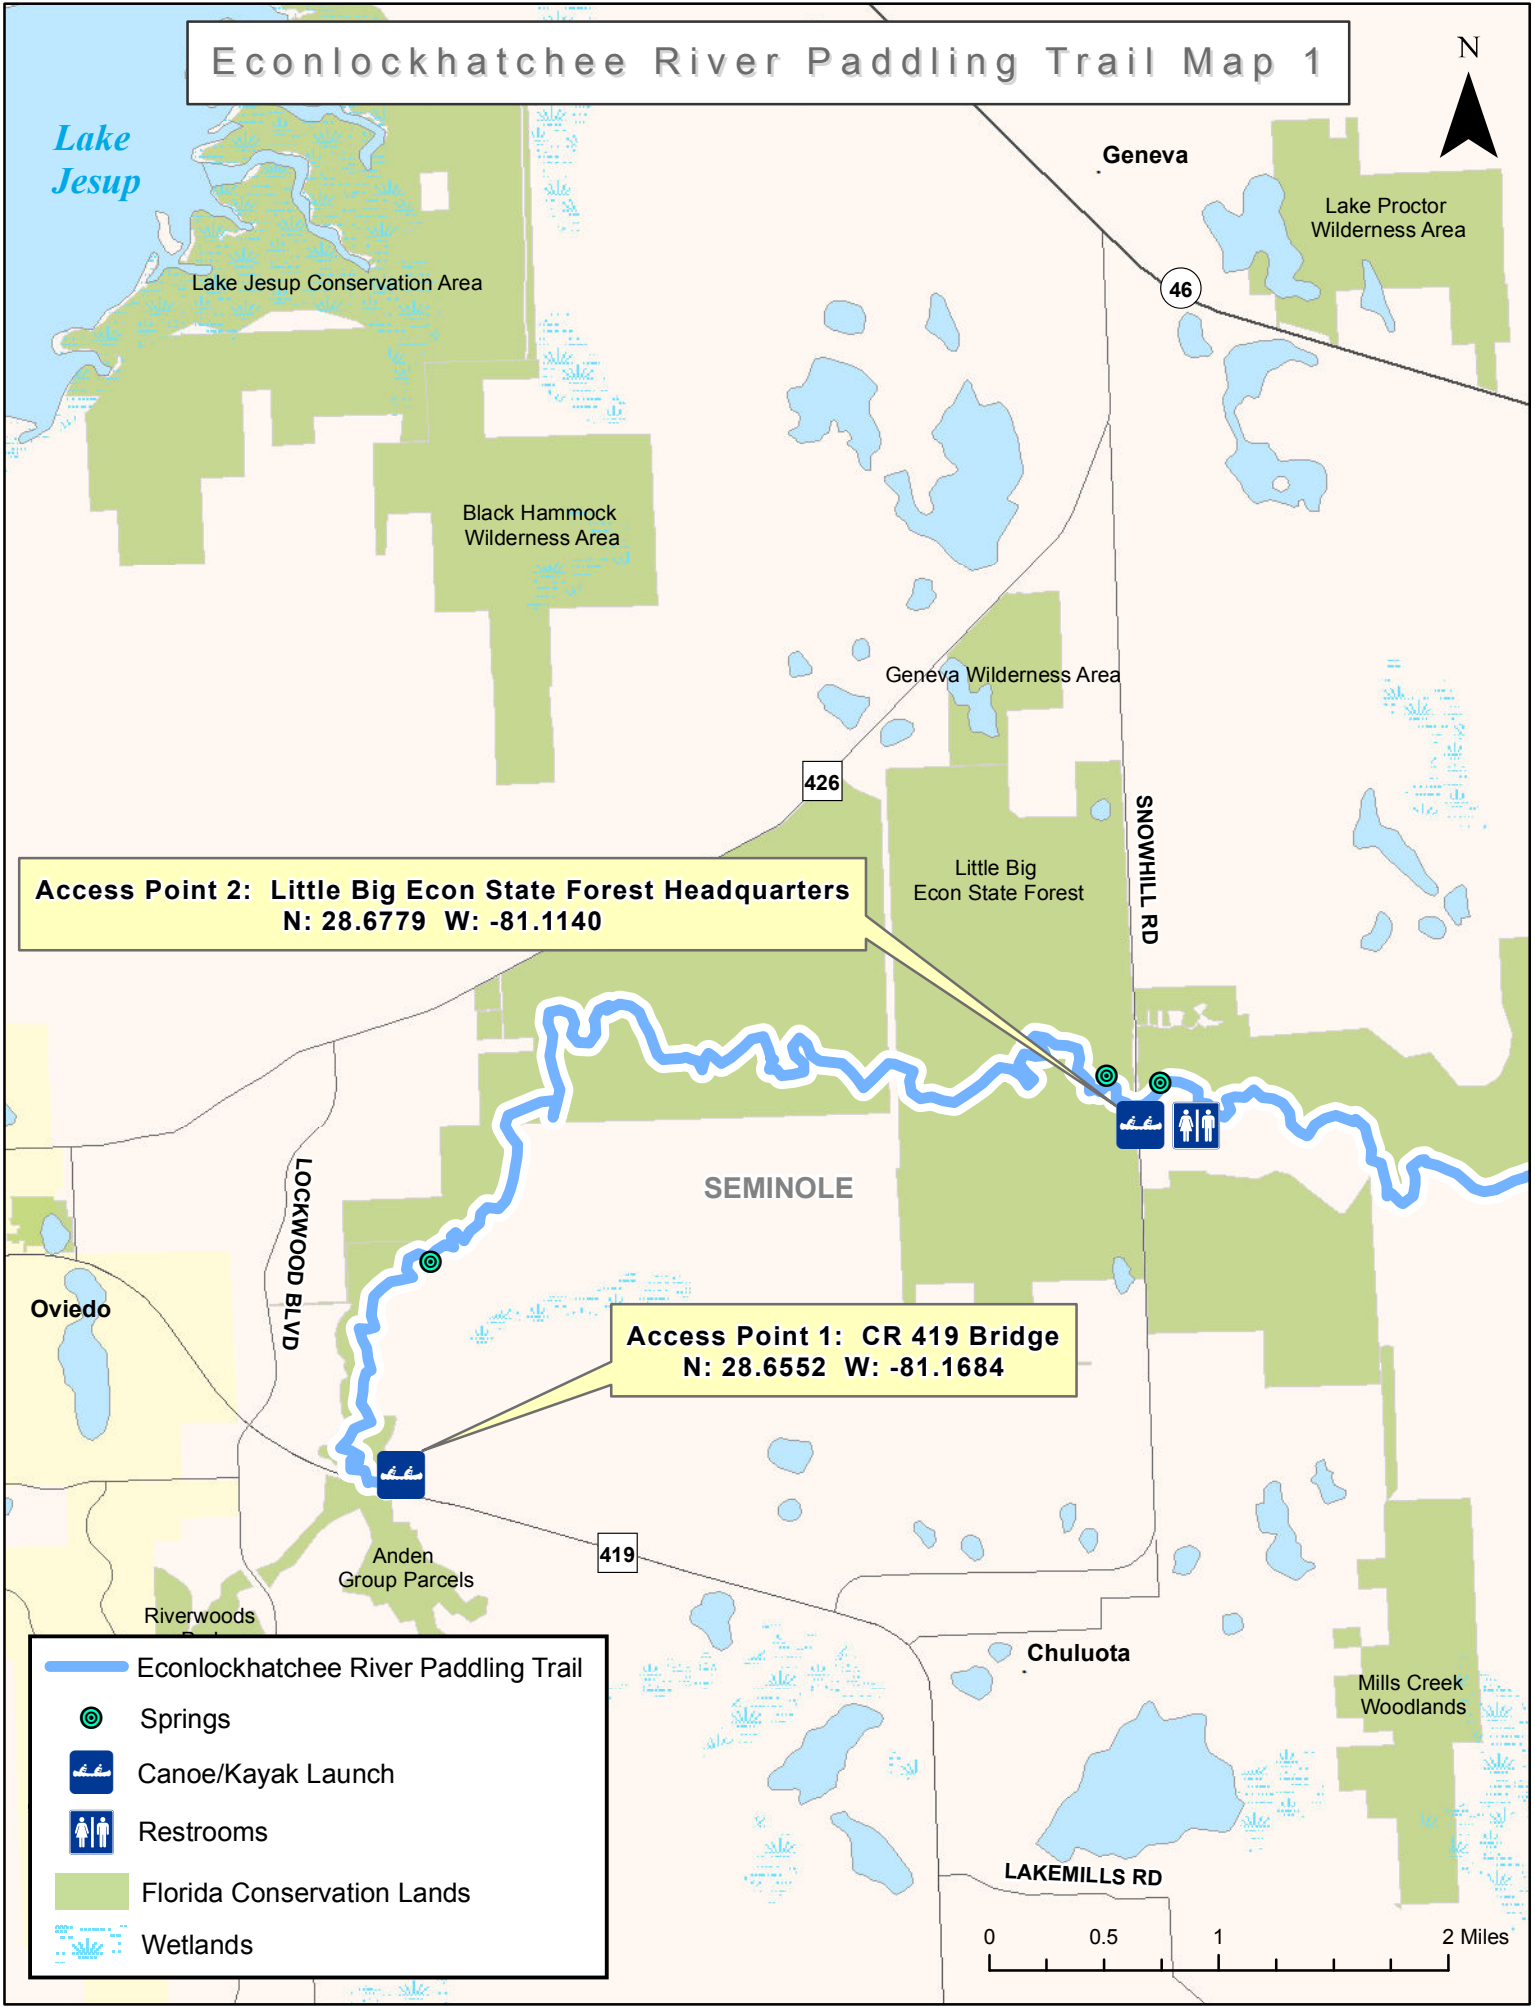 Econlockhatchee River Paddling Trail Map 1
N
Lake
Jesup
Geneva
Lake Proctor
Wilderness Area
46
Lake Jesup Conservation Area
Black Hammock
Wilderness Area
Geneva Wilderness Area
426
SNOWHILL RD
Little Big
Econ State Forest
Access Point 2: Little Big Econ State Forest Headquarters
N: 28.6779 W: -81.1140
SEMINOLE
LOCKWOOD BLVD
Oviedo
Access Point 1: CR 419 Bridge
N: 28.6552 W: -81.1684
419
Anden
Group Parcels
Riverwoods
Chuluota
Mills Creek
Woodlands
LAKEMILLS RD
Econlockhatchee River Paddling Trail
Springs
Canoe/Kayak Launch
Restrooms
Florida Conservation Lands
Wetlands
0 0.5 1 2 Miles